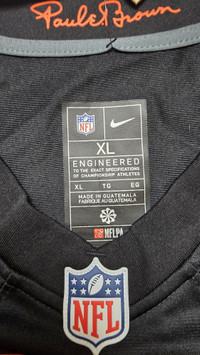 Paul E. Brown
NFL
XL
ENGINEERED
TO THE EXACT SPECIFICATIONS
OF CHAMPIONSHIP ATHLETES
XL TG EG
MADE IN GUATEMALA
FABRIQUÉ AU GUATEMALA
NFLPA
NFL